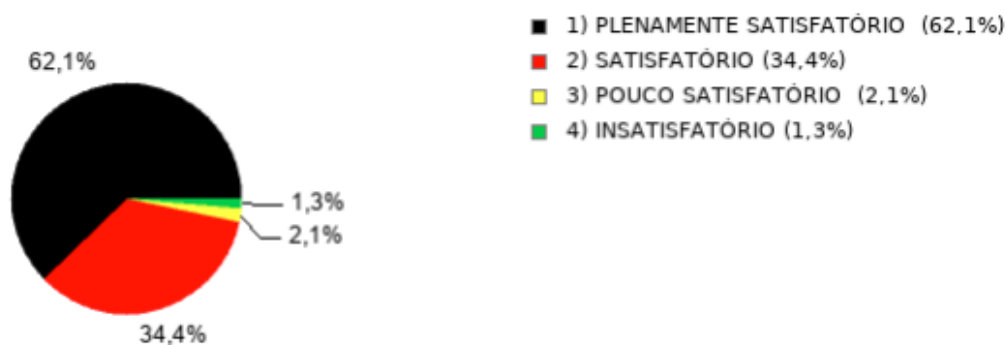 1) PLENAMENTE SATISFATÓRIO (62,1%)
2) SATISFATÓRIO (34,4%)
3) POUCO SATISFATÓRIO (2,1%)
4) INSATISFATÓRIO (1,3%)
62,1%
1,3%
2,1%
34,4%